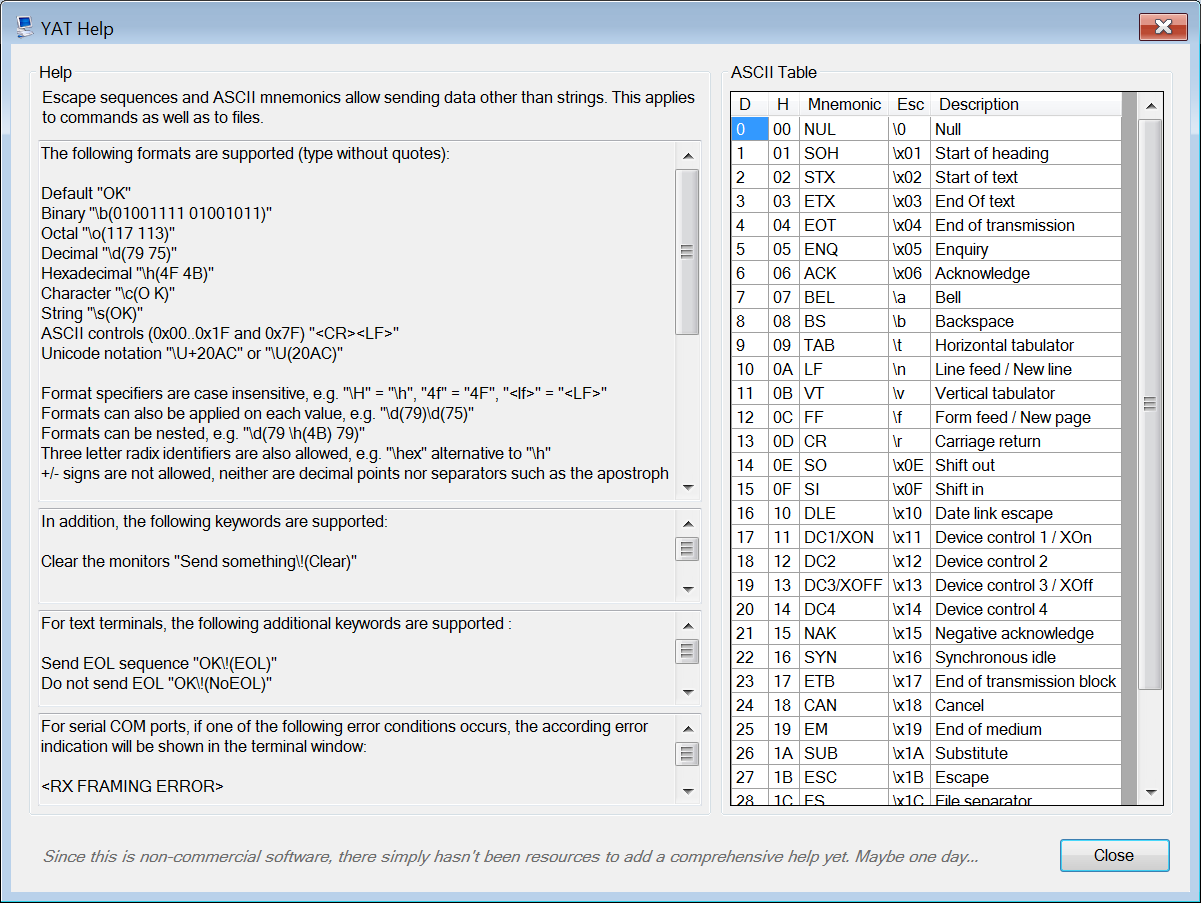 YAT Help
Help
Escape sequences and ASCII mnemonics allow sending data other than strings. This applies
to commands as well as to files.
The following formats are supported (type without quotes):
Default "OK"
Binary "\b(01001111 01001011)"
Octal "\o(117 113)"
Decimal "\d(79 75)"
Hexadecimal "\h(4F 4B)"
Character "\c(O K)"
String "\s(OK)"
ASCII controls (0x00..0x1F and 0x7F) "<CR><LF>"
Unicode notation "\U+20AC" or "\U(20AC)"
Format specifiers are case insensitive, e.g. "\H" = "\h", "4f" = "4F", "<lf>" = "<LF>"
Formats can also be applied on each value, e.g. "\d(79)\d(75)"
Formats can be nested, e.g. "\d(79 \h(4B) 79)"
Three letter radix identifiers are also allowed, e.g. "\hex" alternative to "\h"
+/- signs are not allowed, neither are decimal points nor separators such as the apostroph
In addition, the following keywords are supported:
Clear the monitors "Send something\!(Clear)"
For text terminals, the following additional keywords are supported :
Send EOL sequence "OK\!(EOL)"
Do not send EOL "OK\!(NoEOL)"
For serial COM ports, if one of the following error conditions occurs, the according error
indication will be shown in the terminal window:
<RX FRAMING ERROR>
ASCII Table
D H Mnemonic Esc Description
0 00 NUL \0 Null
1 01 SOH \x01 Start of heading
2 02 STX \x02 Start of text
3 03 ETX \x03 End Of text
4 04 EOT \x04 End of transmission
5 05 ENQ \x05 Enquiry
6 06 ACK \x06 Acknowledge
7 07 BEL \a Bell
8 08 BS \b Backspace
9 09 TAB \t Horizontal tabulator
10 0A LF \n Line feed / New line
11 0B VT \v Vertical tabulator
12 0C FF \f Form feed / New page
13 0D CR \r Carriage return
14 0E SO \x0E Shift out
15 0F SI \x0F Shift in
16 10 DLE \x10 Date link escape
17 11 DC1/XON \x11 Device control 1 / XOn
18 12 DC2 \x12 Device control 2
19 13 DC3/XOFF \x13 Device control 3 / XOff
20 14 DC4 \x14 Device control 4
21 15 NAK \x15 Negative acknowledge
22 16 SYN \x16 Synchronous idle
23 17 ETB \x17 End of transmission block
24 18 CAN \x18 Cancel
25 19 EM \x19 End of medium
26 1A SUB \x1A Substitute
27 1B ESC \x1B Escape
28 1C FS \x1C File separator
Since this is non-commercial software, there simply hasn't been resources to add a comprehensive help yet. Maybe one day...
Close